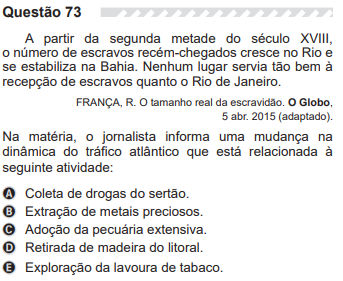 Questão 73
A partir da segunda metade do século XVIII,
o número de escravos recém-chegados cresce no Rio e
se estabiliza na Bahia. Nenhum lugar servia tão bem à
recepção de escravos quanto o Rio de Janeiro.
FRANÇA, R. O tamanho real da escravidão. O Globo,
5 abr. 2015 (adaptado).
Na matéria, o jornalista informa uma mudança na
dinâmica do tráfico atlântico que está relacionada à
seguinte atividade:
A Coleta de drogas do sertão.
B Extração de metais preciosos.
C Adoção da pecuária extensiva.
D Retirada de madeira do litoral.
E Exploração da lavoura de tabaco.